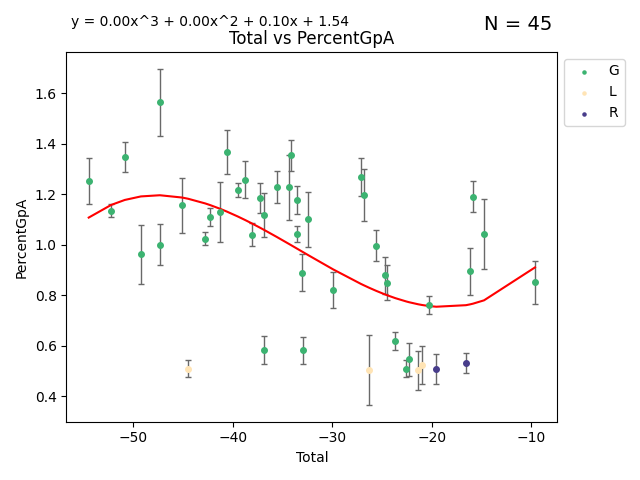 y = 0.00x^3 + 0.00x^2 + 0.10x + 1.54
N = 45
Total vs PercentGpA
G
L
R
PercentGpA
1.6
1.4
1.2
1.0
0.8
0.6
0.4
−50
−40
−30
−20
−10
Total